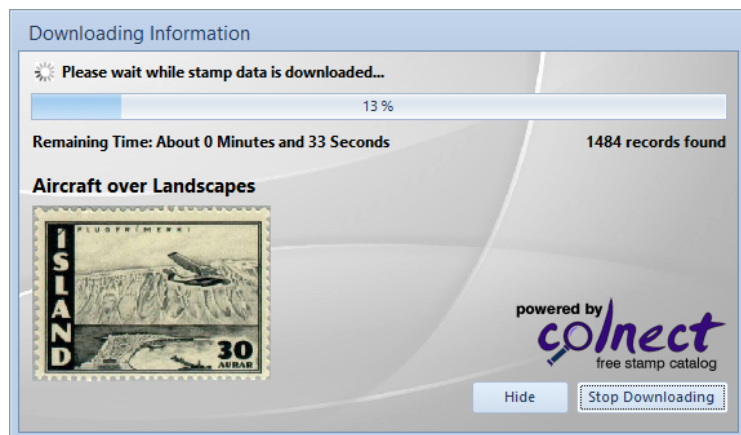 Downloading Information
Please wait while stamp data is downloaded...
13 %
Remaining Time: About 0 Minutes and 33 Seconds
1484 records found
Aircraft over Landscapes
FLUGFRÍMERKI
ÍSLAND
30
AURAR
powered by
colnect
free stamp catalog
Hide
Stop Downloading